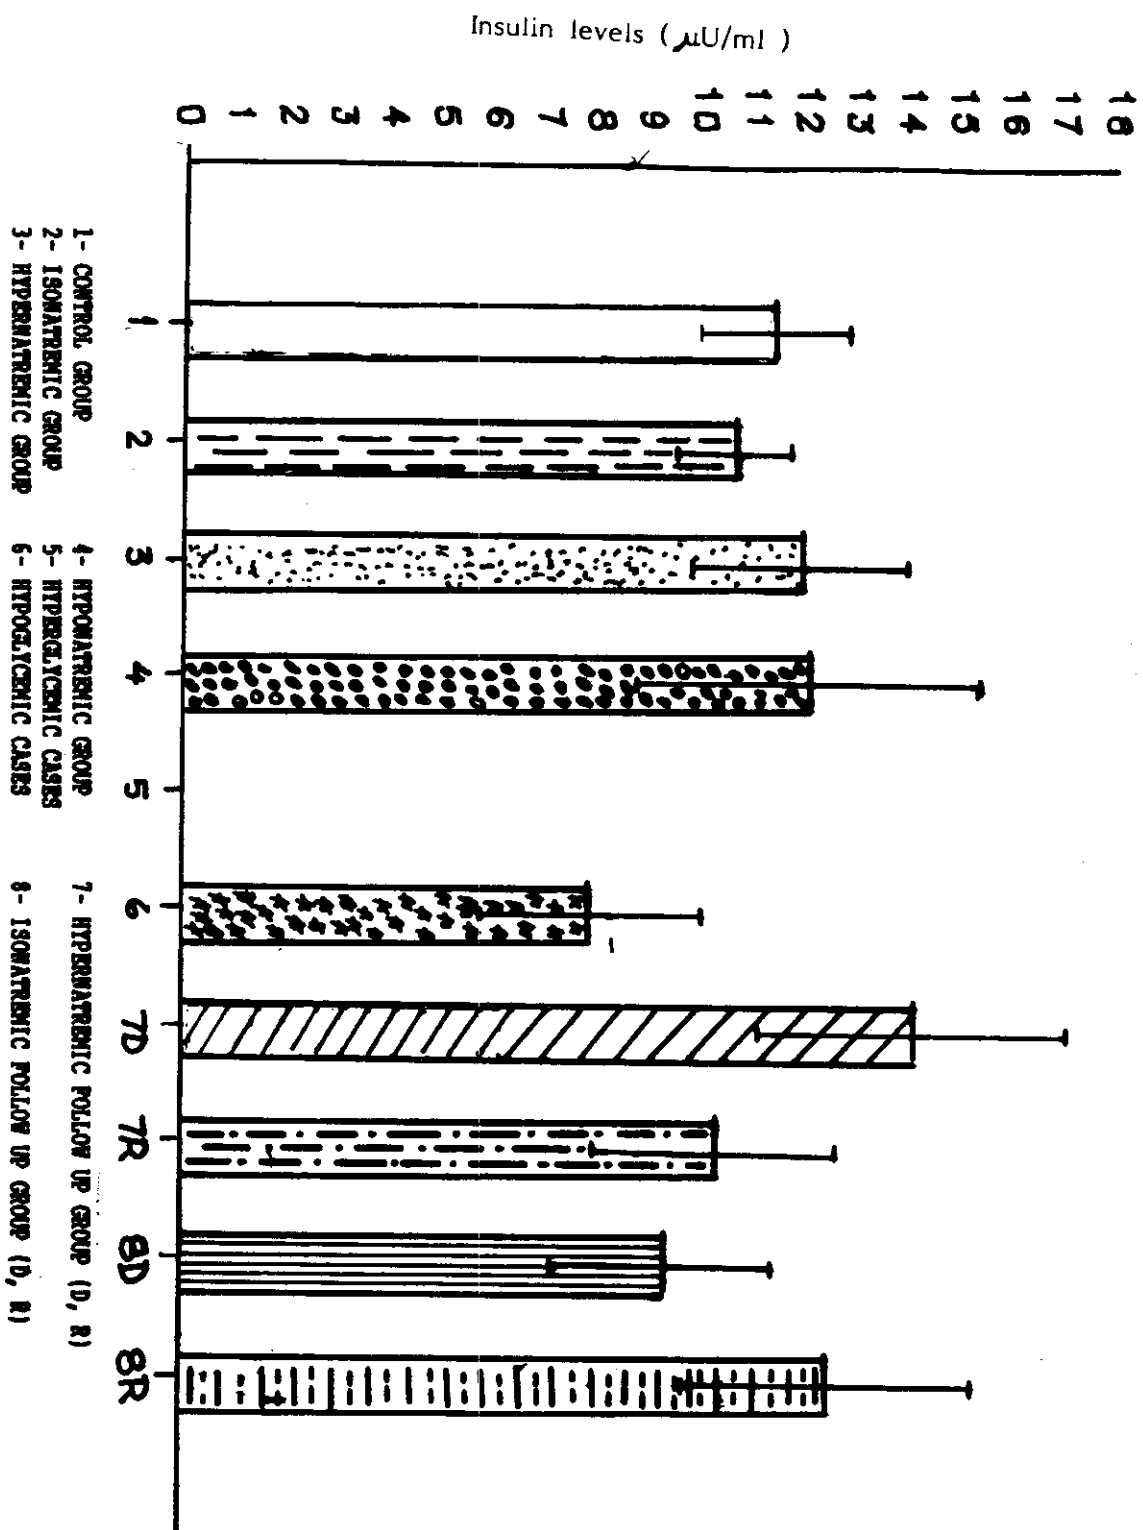 Insulin levels ( μU/ml )
18
17
16
15
14
13
12
11
10
9
8
7
6
5
4
3
2
1
0
1 2 3 4 5 6 7D 7R 8D 8R
1- CONTROL GROUP
2- ISONATREMIC GROUP
3- HYPERNATREMIC GROUP
4- HYPONATREMIC GROUP
5- HYPERGLYCEMIC CASES
6- HYPOGLYCEMIC CASES
7- HYPERNATREMIC FOLLOW UP GROUP (D, R)
8- ISONATREMIC FOLLOW UP GROUP (D, R)